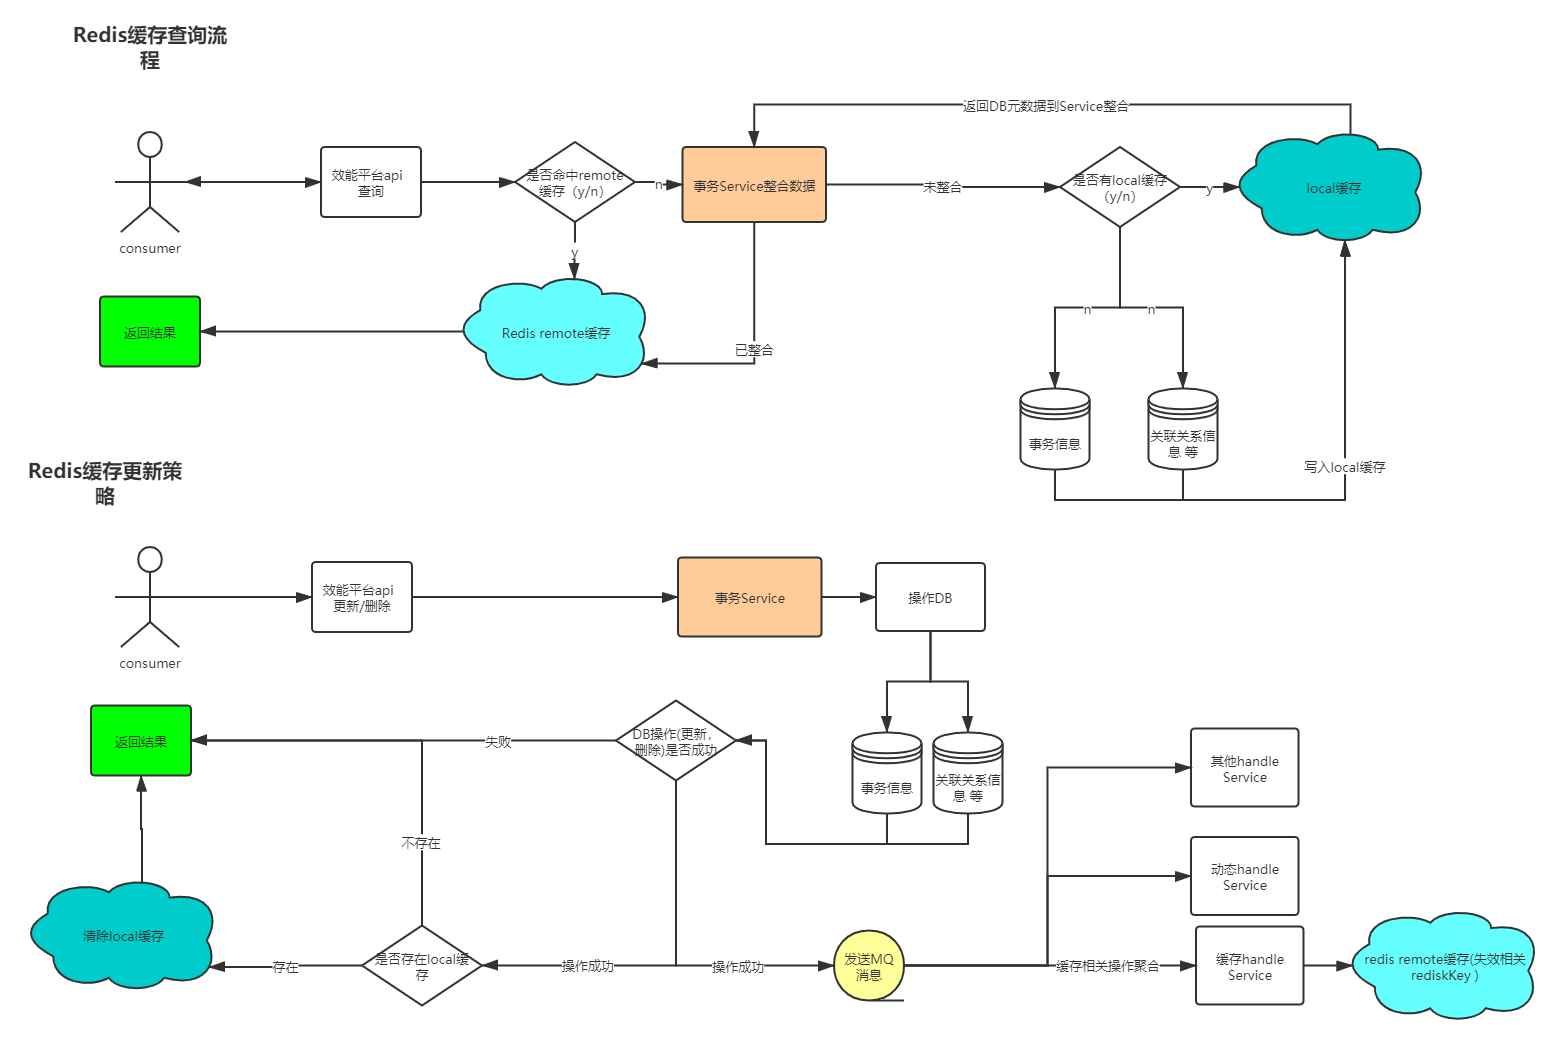 Redis缓存查询流
程
返回DB元数据到Service整合
效能平台api
查询
是否命中remote
缓存（y/n）
n
事务Service整合数据
未整合
是否有local缓存
（y/n）
y
local缓存
consumer
y
返回结果
Redis remote缓存
已整合
n
n
事务信息
关联关系信
息 等
写入local缓存
Redis缓存更新策
略
效能平台api
更新/删除
事务Service
操作DB
consumer
返回结果
失败
DB操作(更新，
删除)是否成功
事务信息
关联关系信
息 等
其他handle
Service
不存在
动态handle
Service
清除local缓存
存在
是否存在local缓
存
操作成功
操作成功
发送MQ
消息
缓存相关操作聚合
缓存handle
Service
redis remote缓存(失效相关
rediskKey )